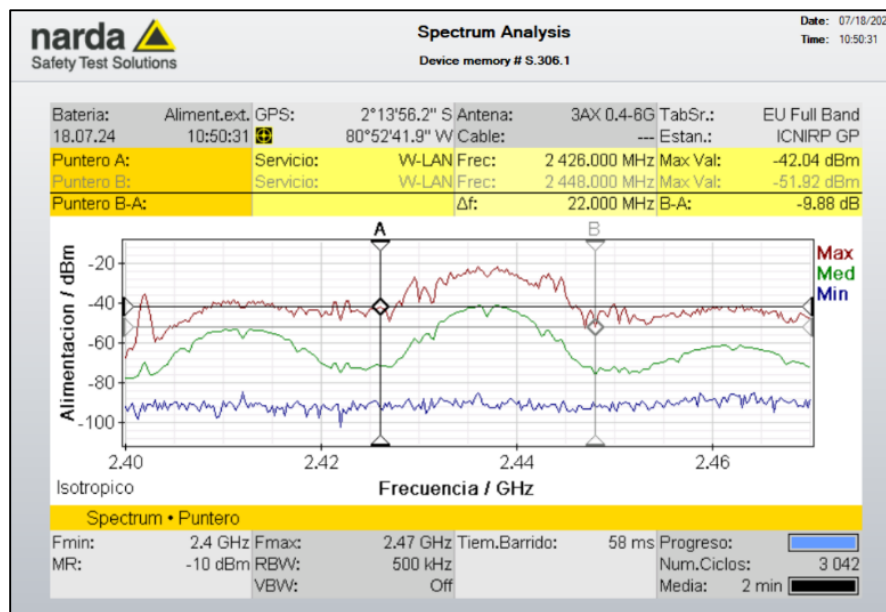 narda
Safety Test Solutions
Spectrum Analysis
Device memory # S.306.1
Date: 07/18/202
Time: 10:50:31
Bateria: Aliment.ext. GPS: 2°13'56.2" S Antena: 3AX 0.4-6G TabSr.: EU Full Band
18.07.24 10:50:31 80°52'41.9" W Cable: --- Estan.: ICNIRP GP
Puntero A: Servicio: W-LAN Frec: 2 426.000 MHz Max Val: -42.04 dBm
Puntero B: Servicio: W-LAN Frec: 2 448.000 MHz Max Val: -51.92 dBm
Puntero B-A: Δf: 22.000 MHz B-A: -9.88 dB
A B
Alimentacion / dBm
-20
-40
-60
-80
-100
Max
Med
Min
2.40 2.42 2.44 2.46
Isotropico Frecuencia / GHz
Spectrum • Puntero
Fmin: 2.4 GHz Fmax: 2.47 GHz Tiem.Barrido: 58 ms Progreso:
MR: -10 dBm RBW: 500 kHz Num.Ciclos: 3 042
VBW: Off Media: 2 min